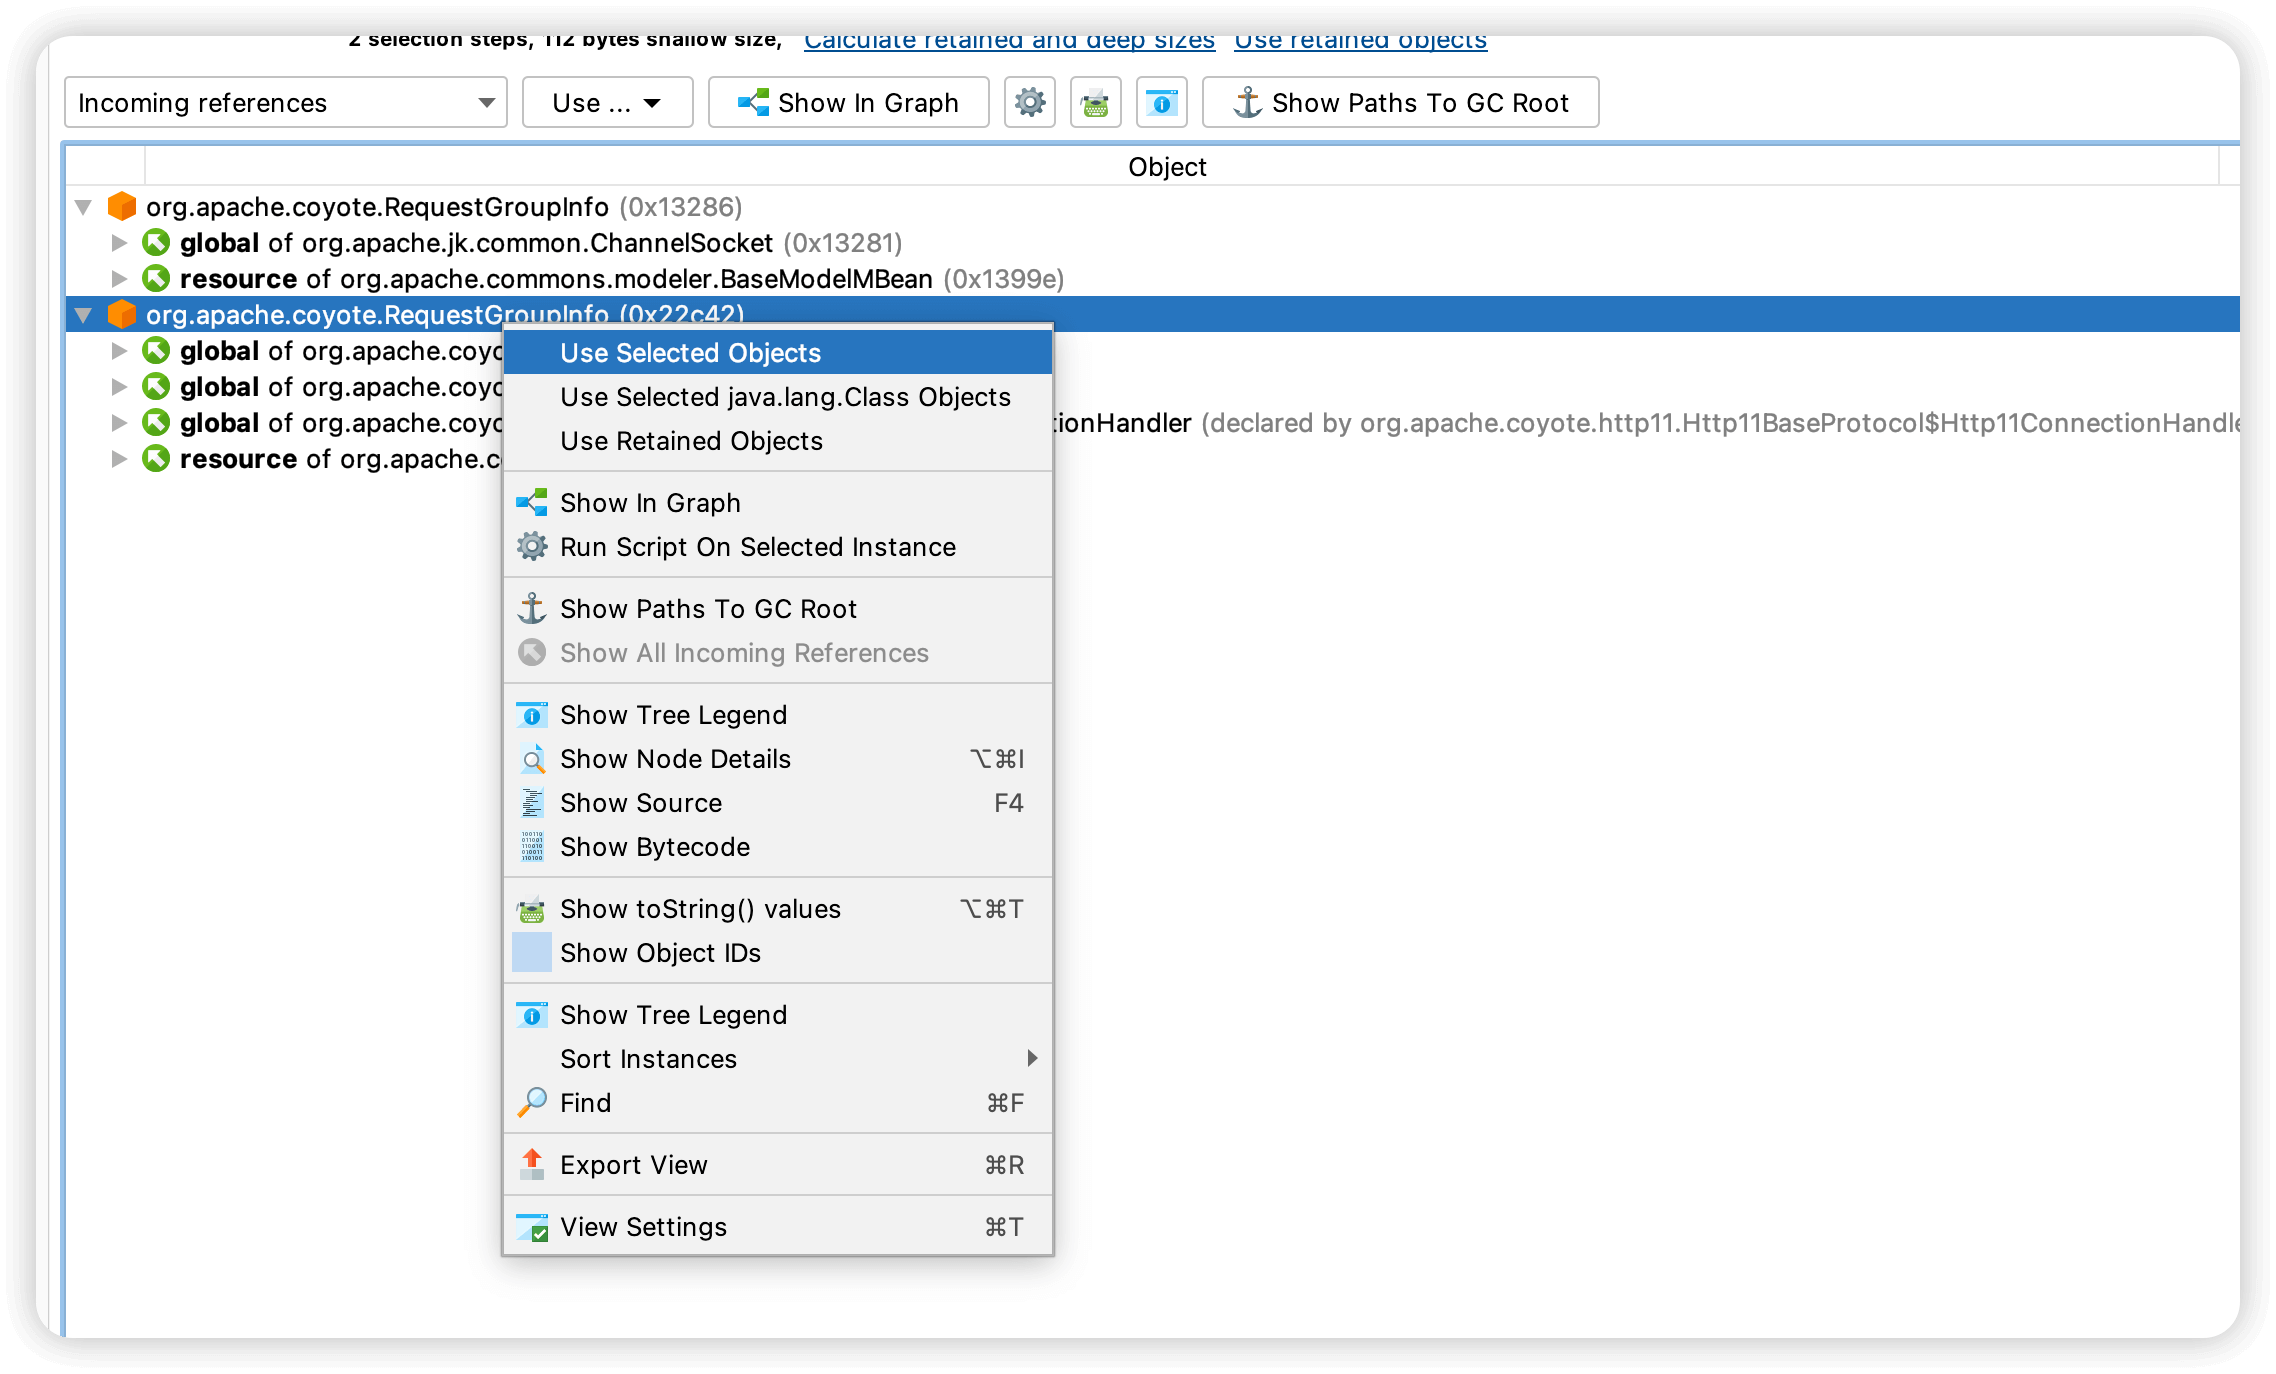 2 selection steps, 112 bytes shallow size, Calculate retained and deep sizes Use retained objects
Incoming references Use ... Show In Graph Show Paths To GC Root
Object
org.apache.coyote.RequestGroupInfo (0x13286)
global of org.apache.jk.common.ChannelSocket (0x13281)
resource of org.apache.commons.modeler.BaseModelMBean (0x1399e)
org.apache.coyote.RequestGroupInfo (0x22c42)
global of org.apache.coyo
global of org.apache.coyo
global of org.apache.coyo tionHandler (declared by org.apache.coyote.http11.Http11BaseProtocol$Http11ConnectionHandle
resource of org.apache.c
Use Selected Objects
Use Selected java.lang.Class Objects
Use Retained Objects
Show In Graph
Run Script On Selected Instance
Show Paths To GC Root
Show All Incoming References
Show Tree Legend
Show Node Details ⌥⌘I
Show Source F4
Show Bytecode
Show toString() values ⌥⌘T
Show Object IDs
Show Tree Legend
Sort Instances
Find ⌘F
Export View ⌘R
View Settings ⌘T